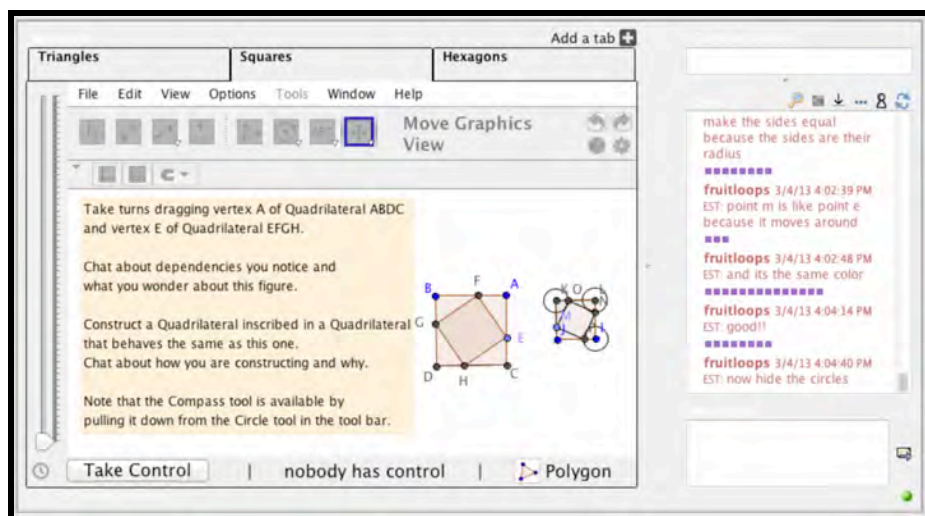 Add a tab
Triangles
Squares
Hexagons
File Edit View Options Tools Window Help
Move Graphics
View
Take turns dragging vertex A of Quadrilateral ABDC
and vertex E of Quadrilateral EFGH.
Chat about dependencies you notice and
what you wonder about this figure.
Construct a Quadrilateral inscribed in a Quadrilateral
that behaves the same as this one.
Chat about how you are constructing and why.
Note that the Compass tool is available by
pulling it down from the Circle tool in the tool bar.
B F A
G
E
D H C
K O L
N
M
J I
Take Control | nobody has control | Polygon
make the sides equal
because the sides are their
radius
fruitloops 3/4/13 4:02:39 PM
EST: point m is like point e
because it moves around
fruitloops 3/4/13 4:02:48 PM
EST: and its the same color
fruitloops 3/4/13 4:04:14 PM
EST: good!!
fruitloops 3/4/13 4:04:40 PM
EST: now hide the circles